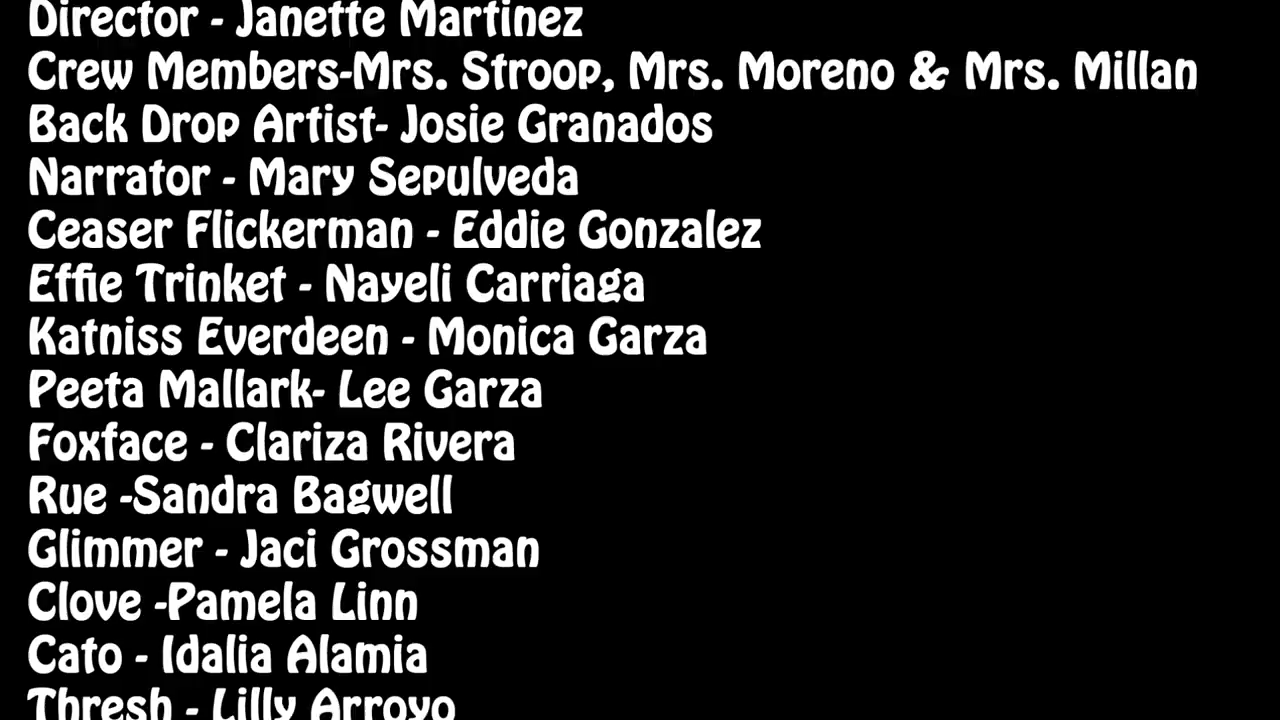 Director - Janette Martinez
Crew Members-Mrs. Stroop, Mrs. Moreno & Mrs. Millan
Back Drop Artist- Josie Granados
Narrator - Mary Sepulveda
Ceaser Flickerman - Eddie Gonzalez
Effie Trinket - Nayeli Carriaga
Katniss Everdeen - Monica Garza
Peeta Mallark- Lee Garza
Foxface - Clariza Rivera
Rue -Sandra Bagwell
Glimmer - Jaci Grossman
Clove -Pamela Linn
Cato - Idalia Alamia
Thresh - Lilly Arroyo